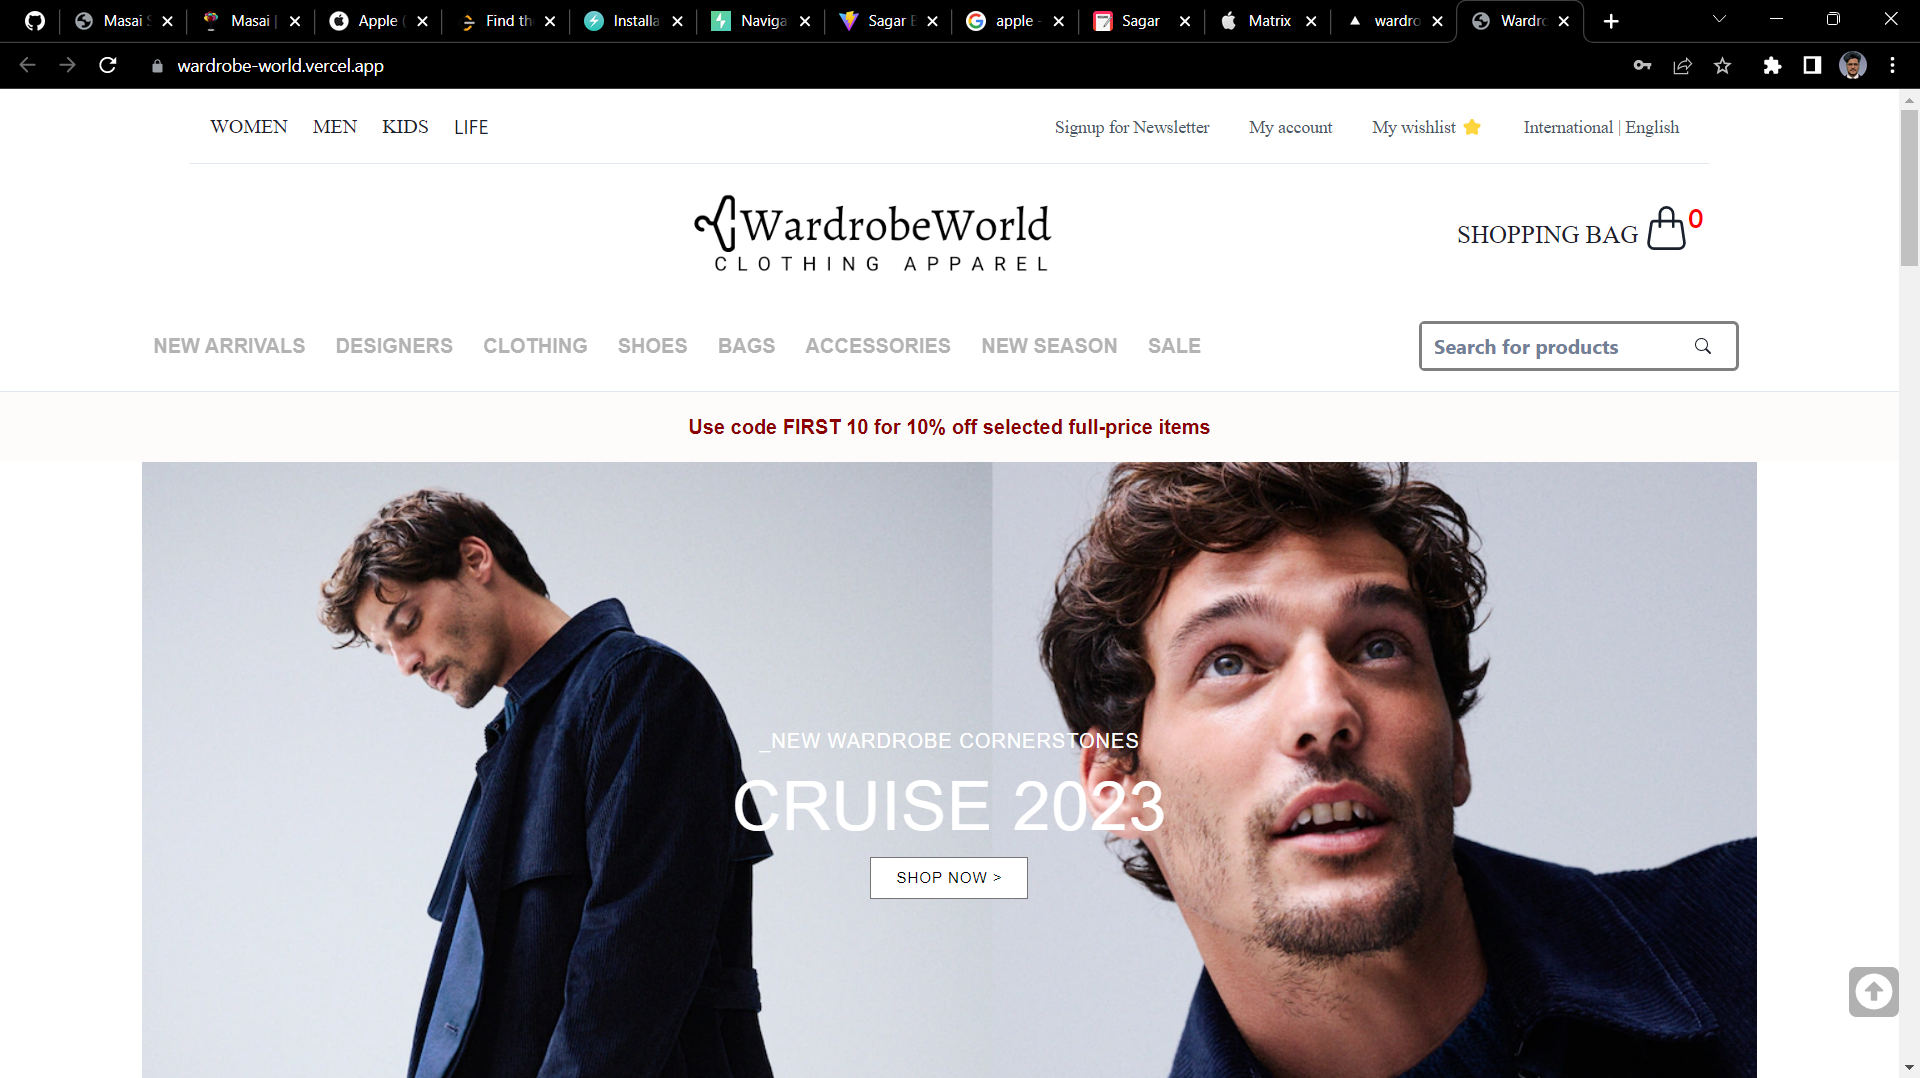 Masai S
Masai |
Apple (
Find th
Installa
Naviga
Sagar B
apple -
Sagar
Matrix
wardro
Wardro
wardrobe-world.vercel.app
WOMEN MEN KIDS LIFE
Signup for Newsletter My account My wishlist International | English
WardrobeWorld
CLOTHING APPAREL
SHOPPING BAG 0
NEW ARRIVALS DESIGNERS CLOTHING SHOES BAGS ACCESSORIES NEW SEASON SALE
Search for products
Use code FIRST 10 for 10% off selected full-price items
_NEW WARDROBE CORNERSTONES
CRUISE 2023
SHOP NOW >